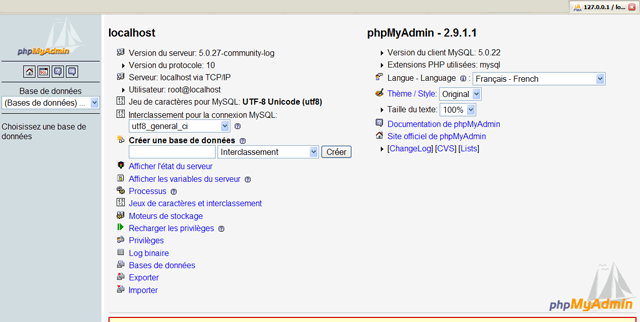 127.0.0.1 / lo...
phpMyAdmin
Base de données
(Bases de données) ...
Choisissez une base de
données
localhost
Version du serveur: 5.0.27-community-log
Version du protocole: 10
Serveur: localhost via TCP/IP
Utilisateur: root@localhost
Jeu de caractères pour MySQL: UTF-8 Unicode (utf8)
Interclassement pour la connexion MySQL:
utf8_general_ci
Créer une base de données
Interclassement
Créer
Afficher l'état du serveur
Afficher les variables du serveur
Processus
Jeux de caractères et interclassement
Moteurs de stockage
Recharger les privilèges
Privilèges
Log binaire
Bases de données
Exporter
Importer
phpMyAdmin - 2.9.1.1
Version du client MySQL: 5.0.22
Extensions PHP utilisées: mysql
Langue - Language : Français - French
Thème / Style: Original
Taille du texte: 100%
Documentation de phpMyAdmin
Site officiel de phpMyAdmin
[ChangeLog] [CVS] [Lists]
phpMyAdmin